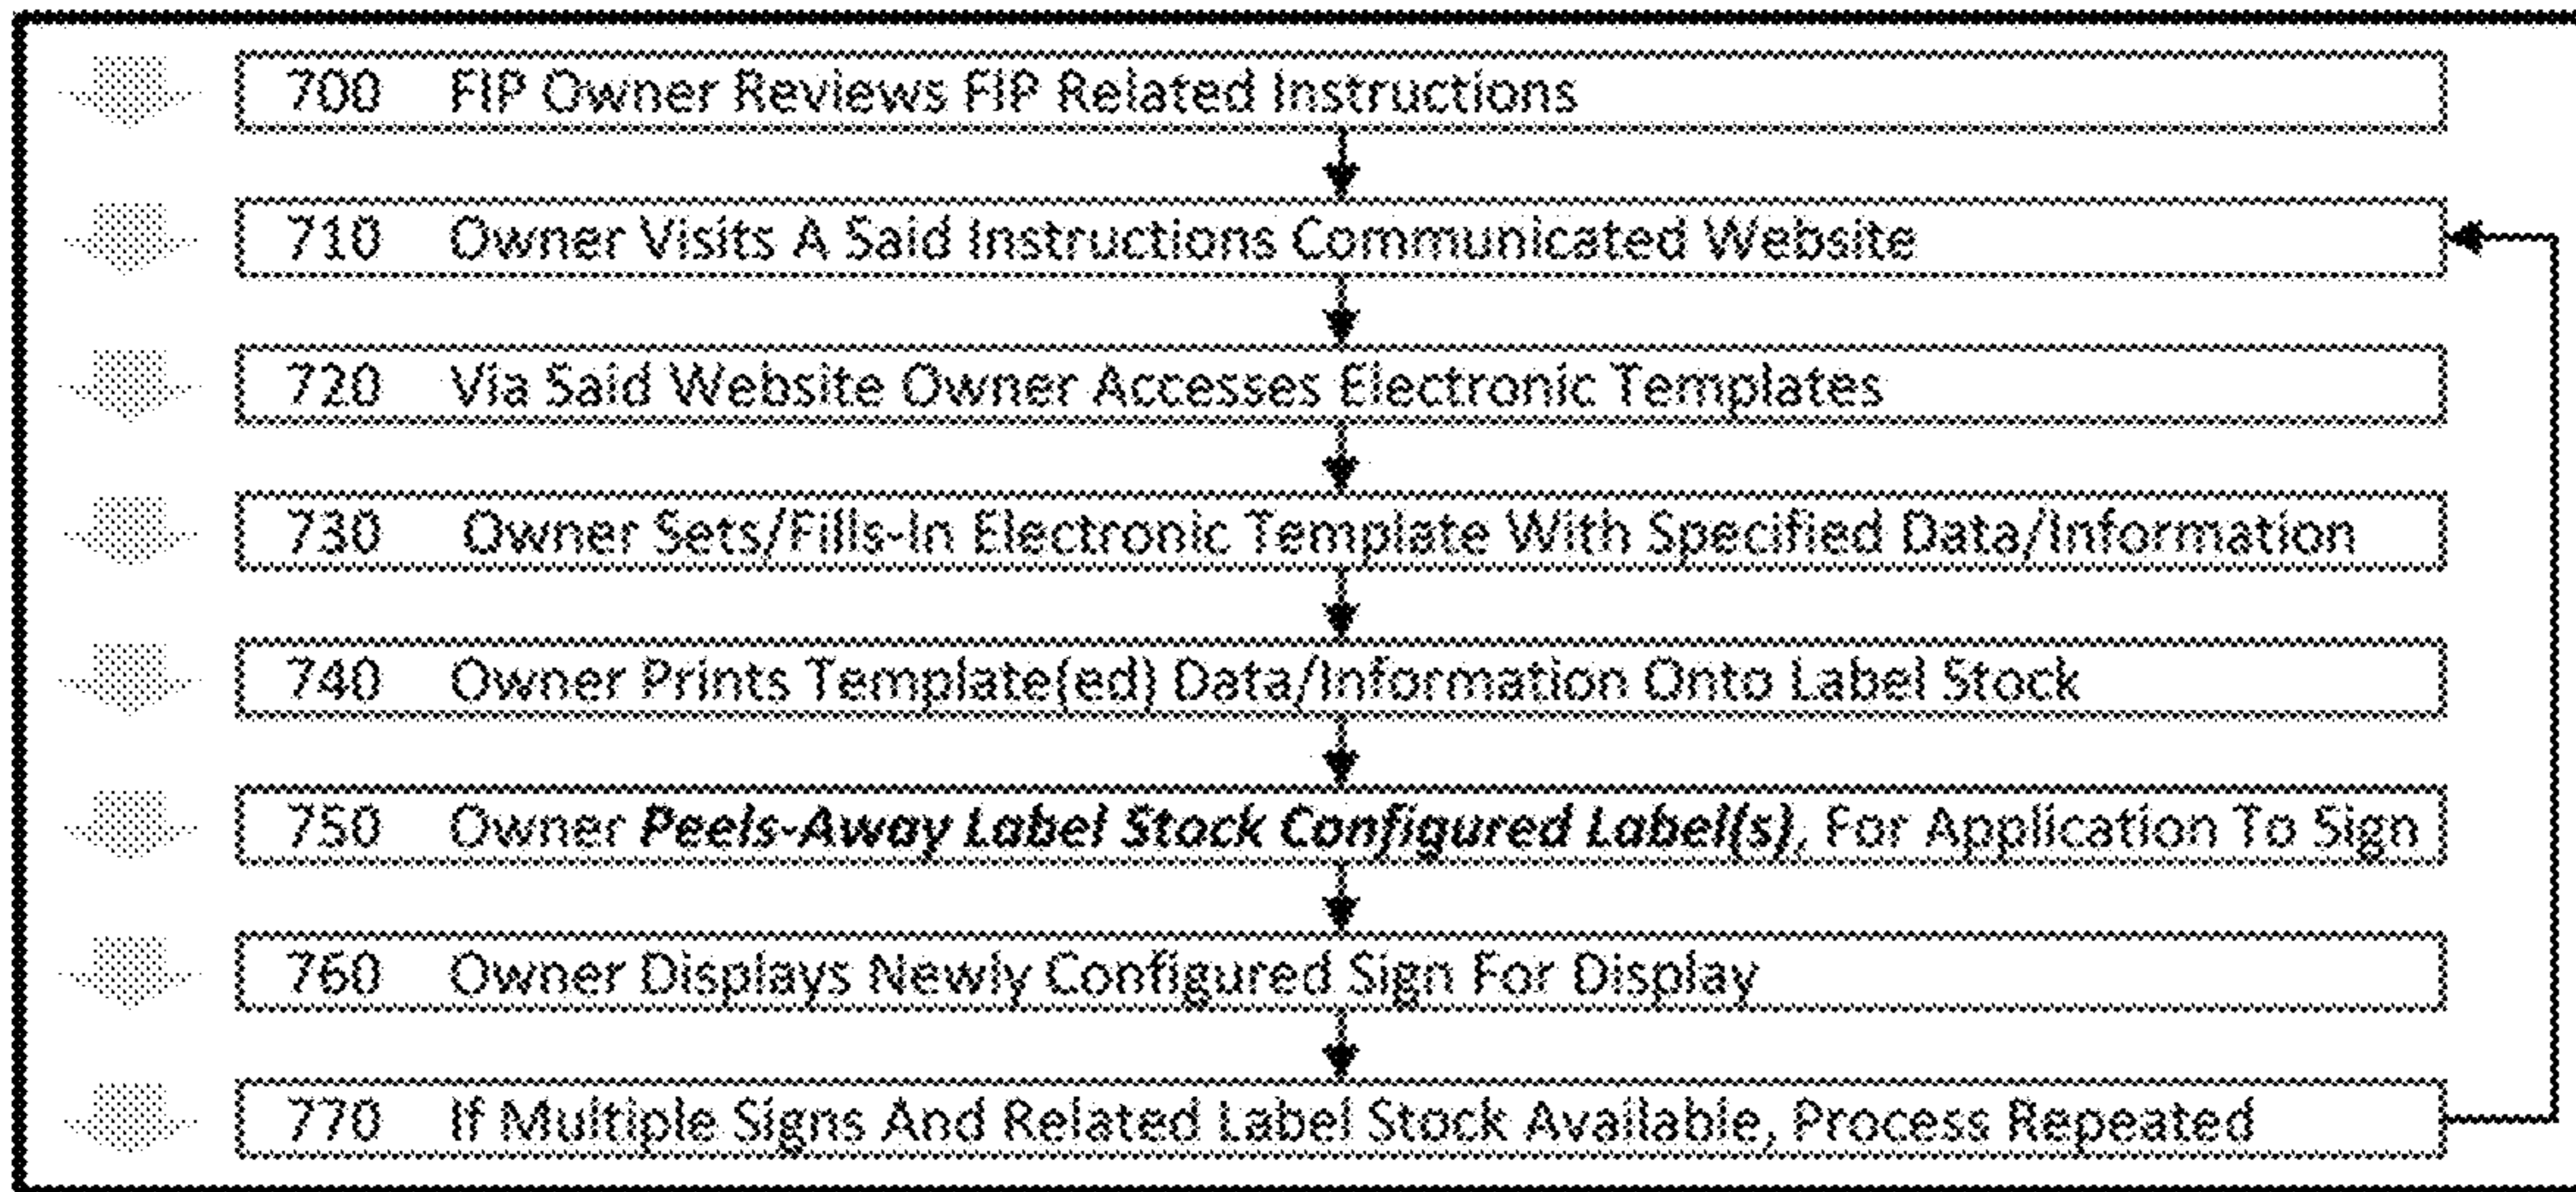 700 FIP Owner Reviews FIP Related Instructions
710 Owner Visits A Said Instructions Communicated Website
720 Via Said Website Owner Accesses Electronic Templates
730 Owner Sets/Fills-In Electronic Template With Specified Data/Information
740 Owner Prints Template(ed) Data/Information Onto Label Stock
750 Owner Peels-Away Label Stock Configured Label(s), For Application To Sign
760 Owner Displays Newly Configured Sign For Display
770 If Multiple Signs And Related Label Stock Available, Process Repeated